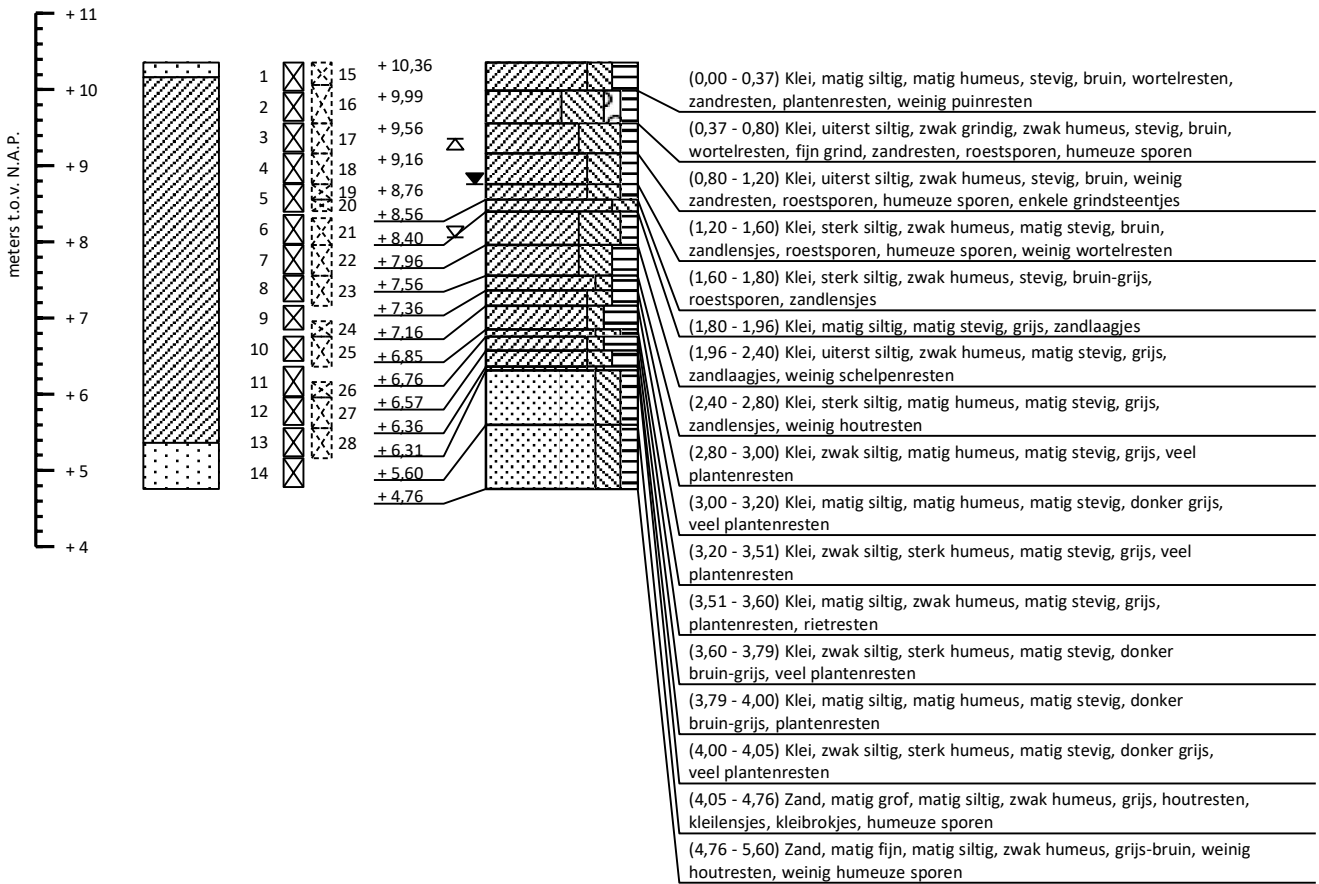 + 11
+ 10
+ 9
+ 8
+ 7
+ 6
+ 5
+ 4
meters t.o.v. N.A.P.
1
2
3
4
5
6
7
8
9
10
11
12
13
14
15
16
17
18
19
20
21
22
23
24
25
26
27
28
+ 10,36
+ 9,99
+ 9,56
+ 9,16
+ 8,76
+ 8,56
+ 8,40
+ 7,96
+ 7,56
+ 7,36
+ 7,16
+ 6,85
+ 6,76
+ 6,57
+ 6,36
+ 6,31
+ 5,60
+ 4,76
(0,00 - 0,37) Klei, matig siltig, matig humeus, stevig, bruin, wortelresten,
zandresten, plantenresten, weinig puinresten
(0,37 - 0,80) Klei, uiterst siltig, zwak grindig, zwak humeus, stevig, bruin,
wortelresten, fijn grind, zandresten, roestsporen, humeuze sporen
(0,80 - 1,20) Klei, uiterst siltig, zwak humeus, stevig, bruin, weinig
zandresten, roestsporen, humeuze sporen, enkele grindsteentjes
(1,20 - 1,60) Klei, sterk siltig, zwak humeus, matig stevig, bruin,
zandlensjes, roestsporen, humeuze sporen, weinig wortelresten
(1,60 - 1,80) Klei, sterk siltig, zwak humeus, stevig, bruin-grijs,
roestsporen, zandlensjes
(1,80 - 1,96) Klei, matig siltig, matig stevig, grijs, zandlaagjes
(1,96 - 2,40) Klei, uiterst siltig, zwak humeus, matig stevig, grijs,
zandlaagjes, weinig schelpenresten
(2,40 - 2,80) Klei, sterk siltig, matig humeus, matig stevig, grijs,
zandlensjes, weinig houtresten
(2,80 - 3,00) Klei, zwak siltig, matig humeus, matig stevig, grijs, veel
plantenresten
(3,00 - 3,20) Klei, matig siltig, matig humeus, matig stevig, donker grijs,
veel plantenresten
(3,20 - 3,51) Klei, zwak siltig, sterk humeus, matig stevig, grijs, veel
plantenresten
(3,51 - 3,60) Klei, matig siltig, zwak humeus, matig stevig, grijs,
plantenresten, rietresten
(3,60 - 3,79) Klei, zwak siltig, sterk humeus, matig stevig, donker
bruin-grijs, veel plantenresten
(3,79 - 4,00) Klei, matig siltig, matig humeus, matig stevig, donker
bruin-grijs, plantenresten
(4,00 - 4,05) Klei, zwak siltig, sterk humeus, matig stevig, donker grijs,
veel plantenresten
(4,05 - 4,76) Zand, matig grof, matig siltig, zwak humeus, grijs, houtresten,
kleilensjes, kleibrokjes, humeuze sporen
(4,76 - 5,60) Zand, matig fijn, matig siltig, zwak humeus, grijs-bruin, weinig
houtresten, weinig humeuze sporen